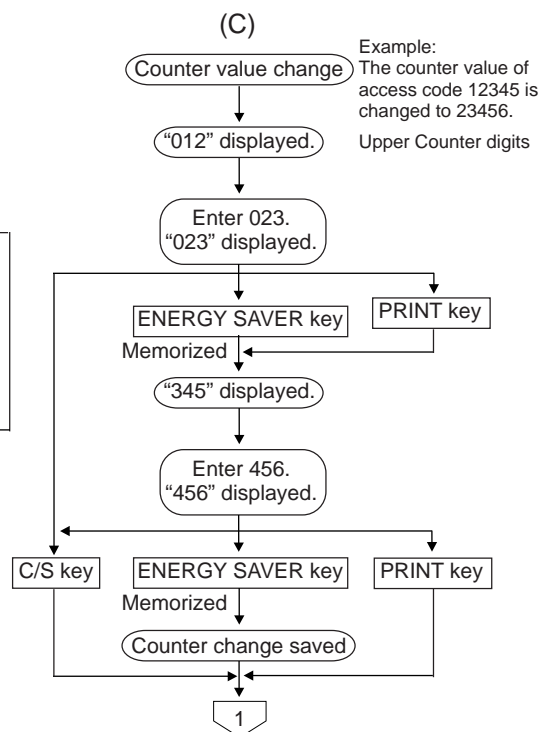 (C)
Counter value change
Example:
The counter value of
access code 12345 is
changed to 23456.
“012” displayed.
Upper Counter digits
Enter 023.
“023” displayed.
ENERGY SAVER key
PRINT key
Memorized
“345” displayed.
Enter 456.
“456” displayed.
C/S key
ENERGY SAVER key
PRINT key
Memorized
Counter change saved
1